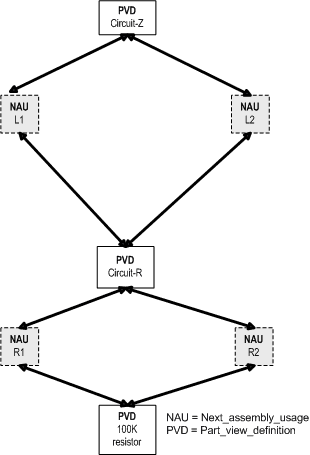 PVD
Circuit-Z
NAU
L1
NAU
L2
PVD
Circuit-R
NAU
R1
NAU
R2
PVD
100K
resistor
NAU = Next_assembly_usage
PVD = Part_view_definition